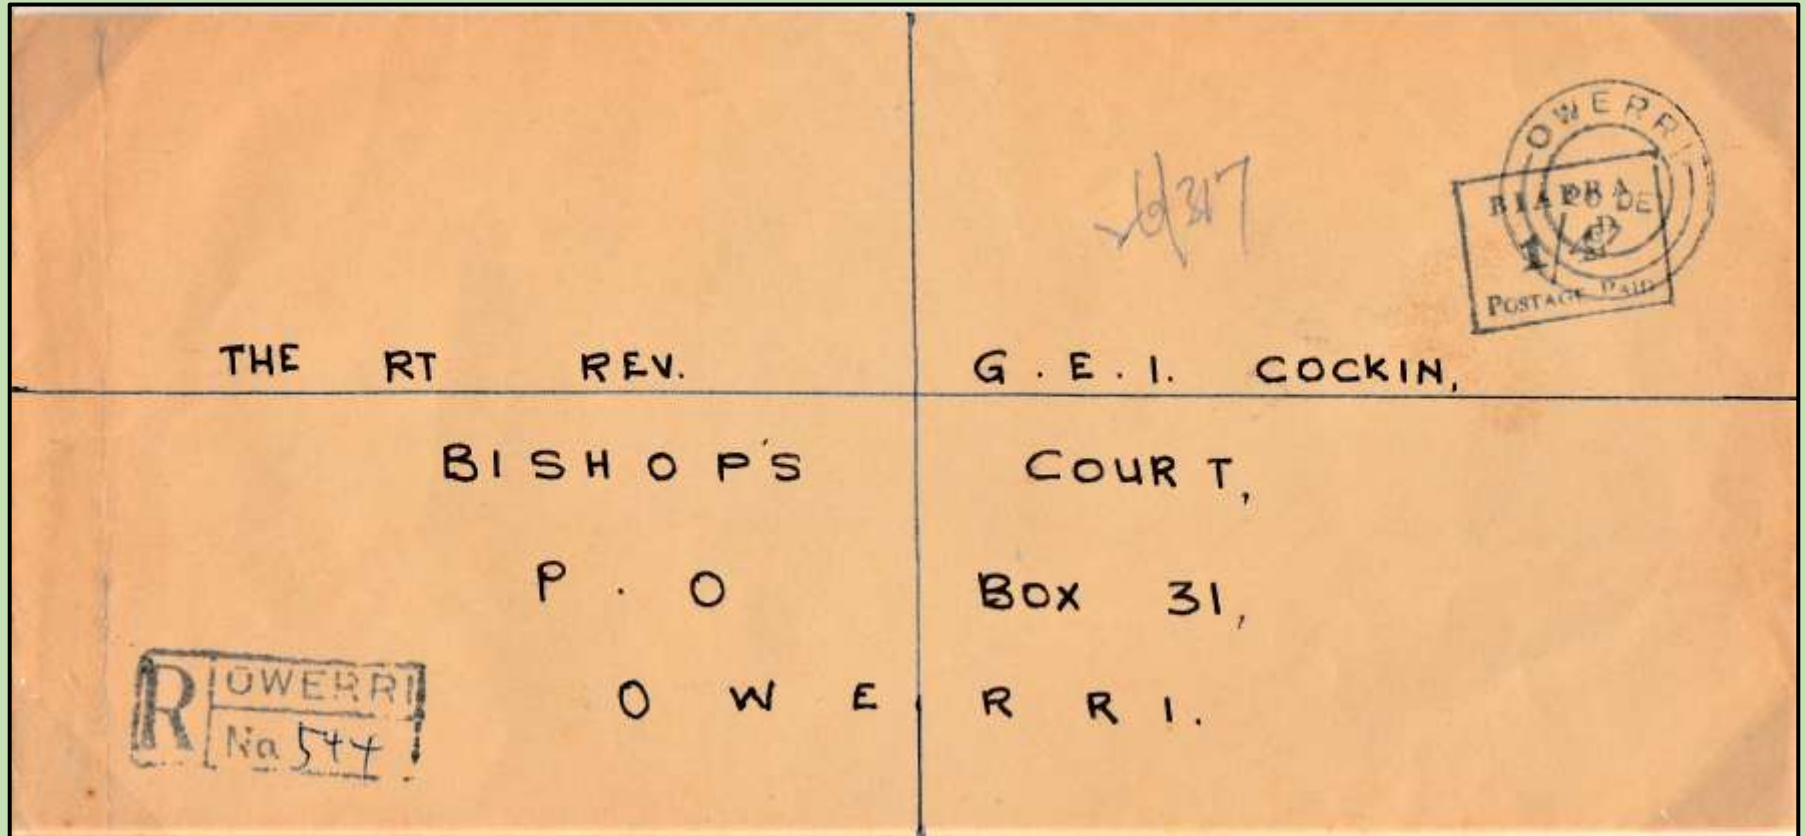 OWERRI
BIAFRA
POSTAGE PAID
THE RT REV. G.E.I. COCKIN,
BISHOP'S COURT,
P.O BOX 31,
OWERRI.
R OWERRI
No 544